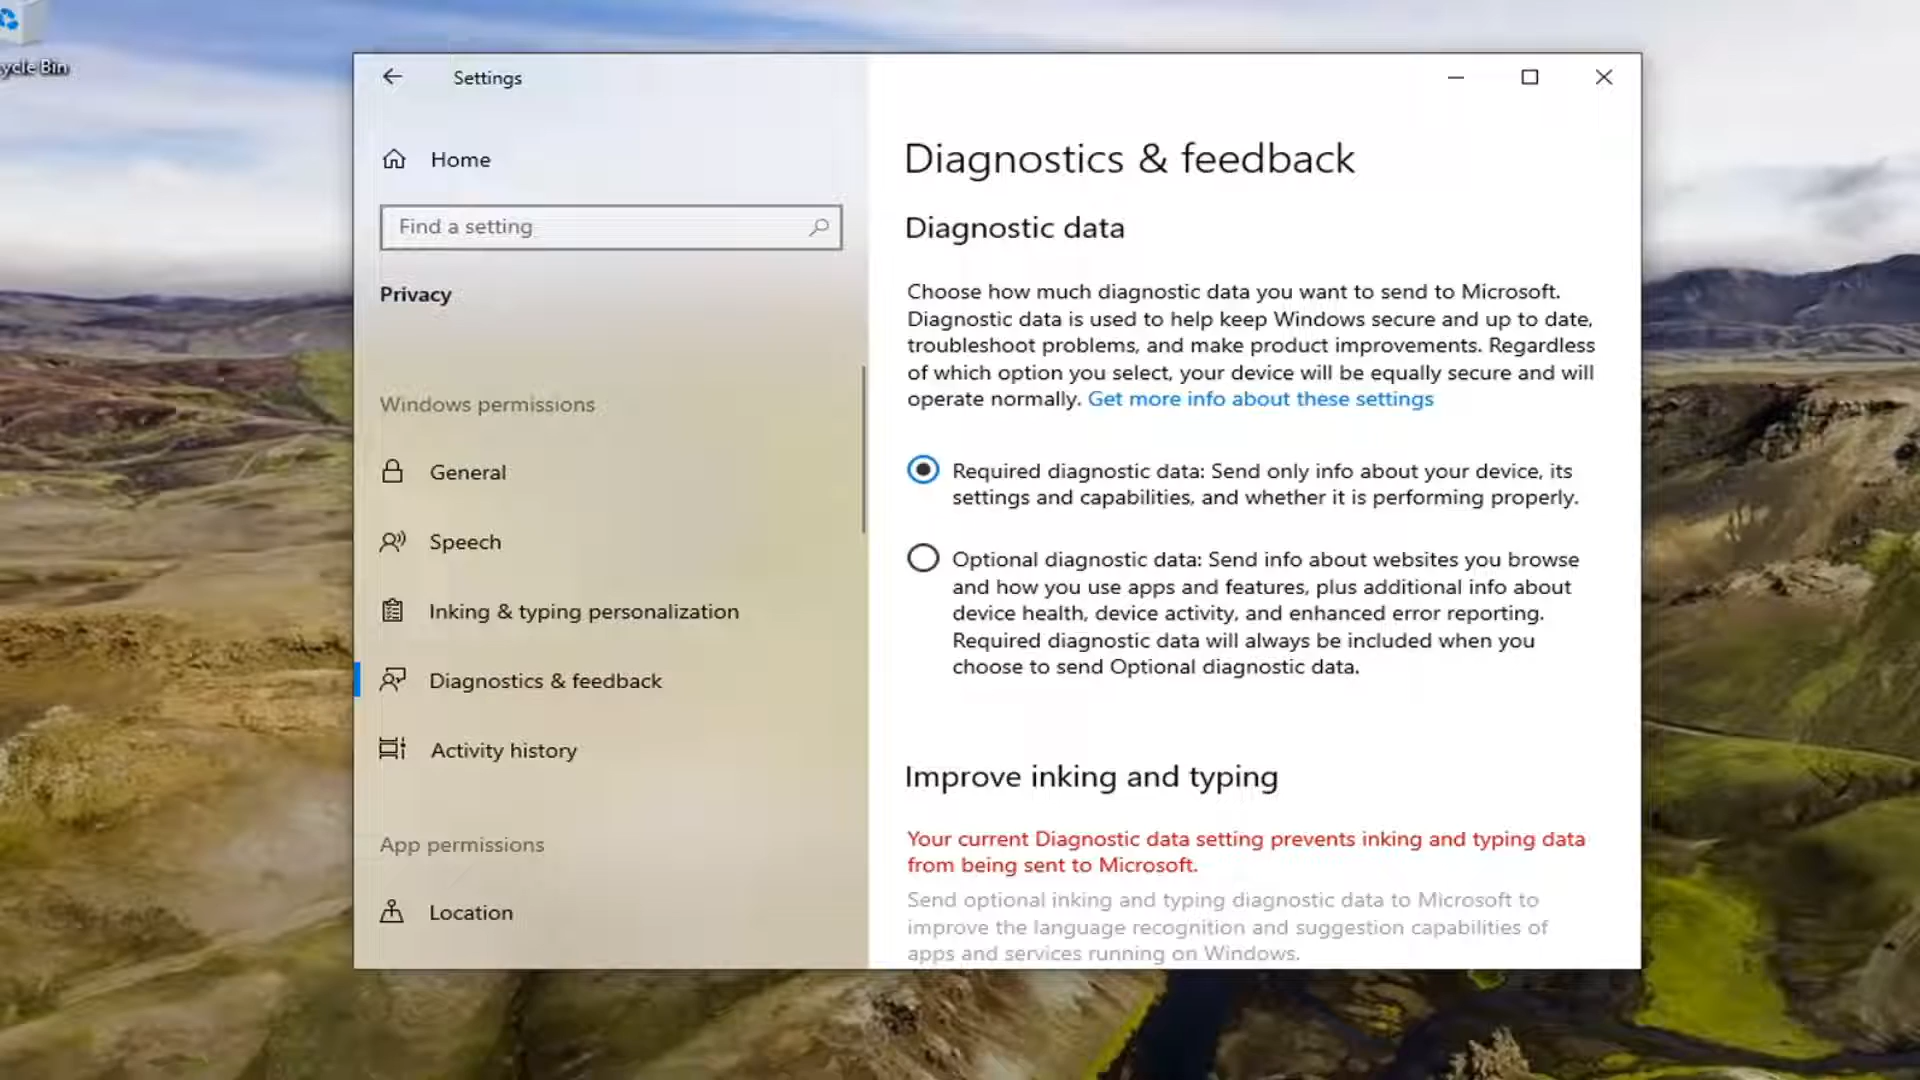 ycle Bin
Settings
Home
Find a setting
Privacy
Windows permissions
General
Speech
Inking & typing personalization
Diagnostics & feedback
Activity history
App permissions
Location
Diagnostics & feedback
Diagnostic data
Choose how much diagnostic data you want to send to Microsoft.
Diagnostic data is used to help keep Windows secure and up to date,
troubleshoot problems, and make product improvements. Regardless
of which option you select, your device will be equally secure and will
operate normally. Get more info about these settings
Required diagnostic data: Send only info about your device, its
settings and capabilities, and whether it is performing properly.
Optional diagnostic data: Send info about websites you browse
and how you use apps and features, plus additional info about
device health, device activity, and enhanced error reporting.
Required diagnostic data will always be included when you
choose to send Optional diagnostic data.
Improve inking and typing
Your current Diagnostic data setting prevents inking and typing data
from being sent to Microsoft.
Send optional inking and typing diagnostic data to Microsoft to
improve the language recognition and suggestion capabilities of
apps and services running on Windows.